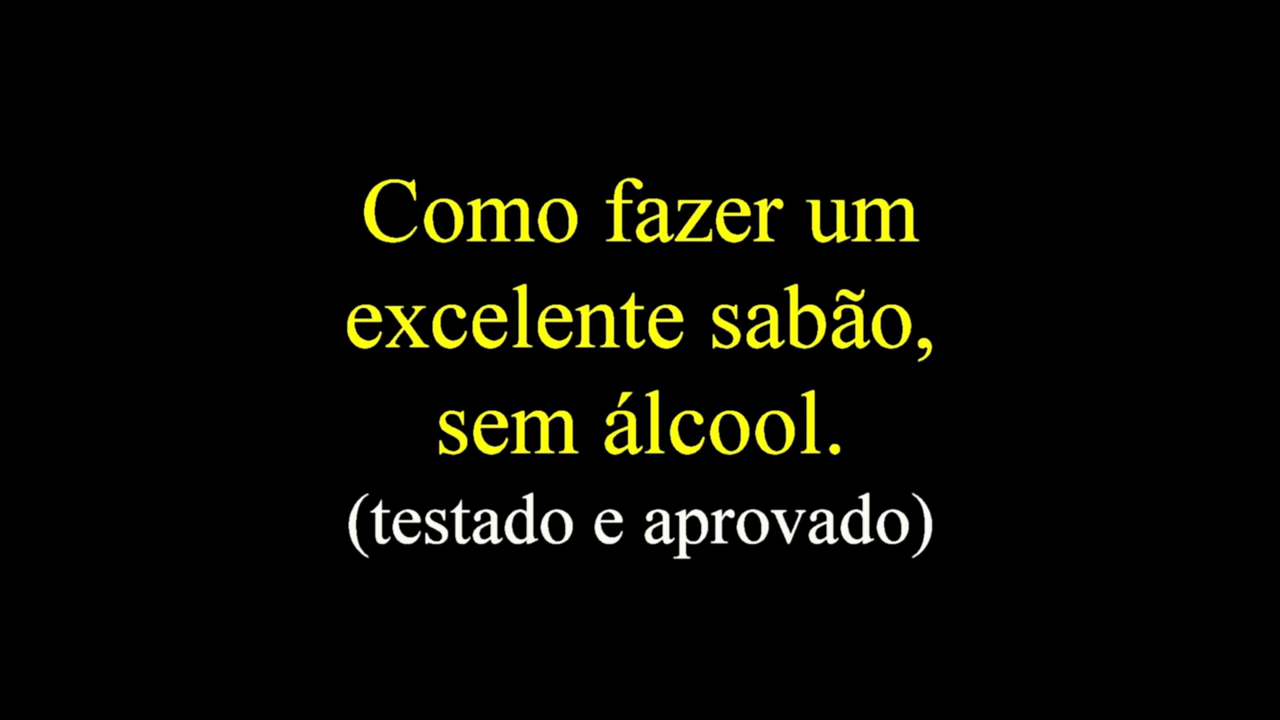 Como fazer um
excelente sabão,
sem álcool.
(testado e aprovado)